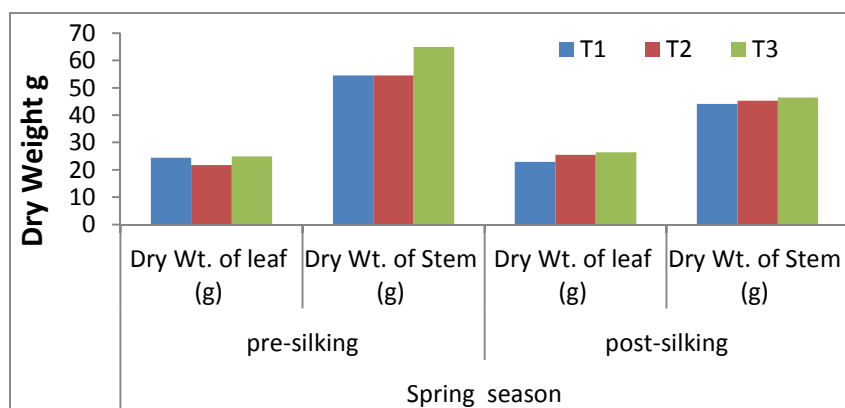 Dry Weight g
70
60
50
40
30
20
10
0
T1 T2 T3
Dry Wt. of leaf (g)
Dry Wt. of Stem (g)
Dry Wt. of leaf (g)
Dry Wt. of Stem (g)
pre-silking post-silking
Spring season